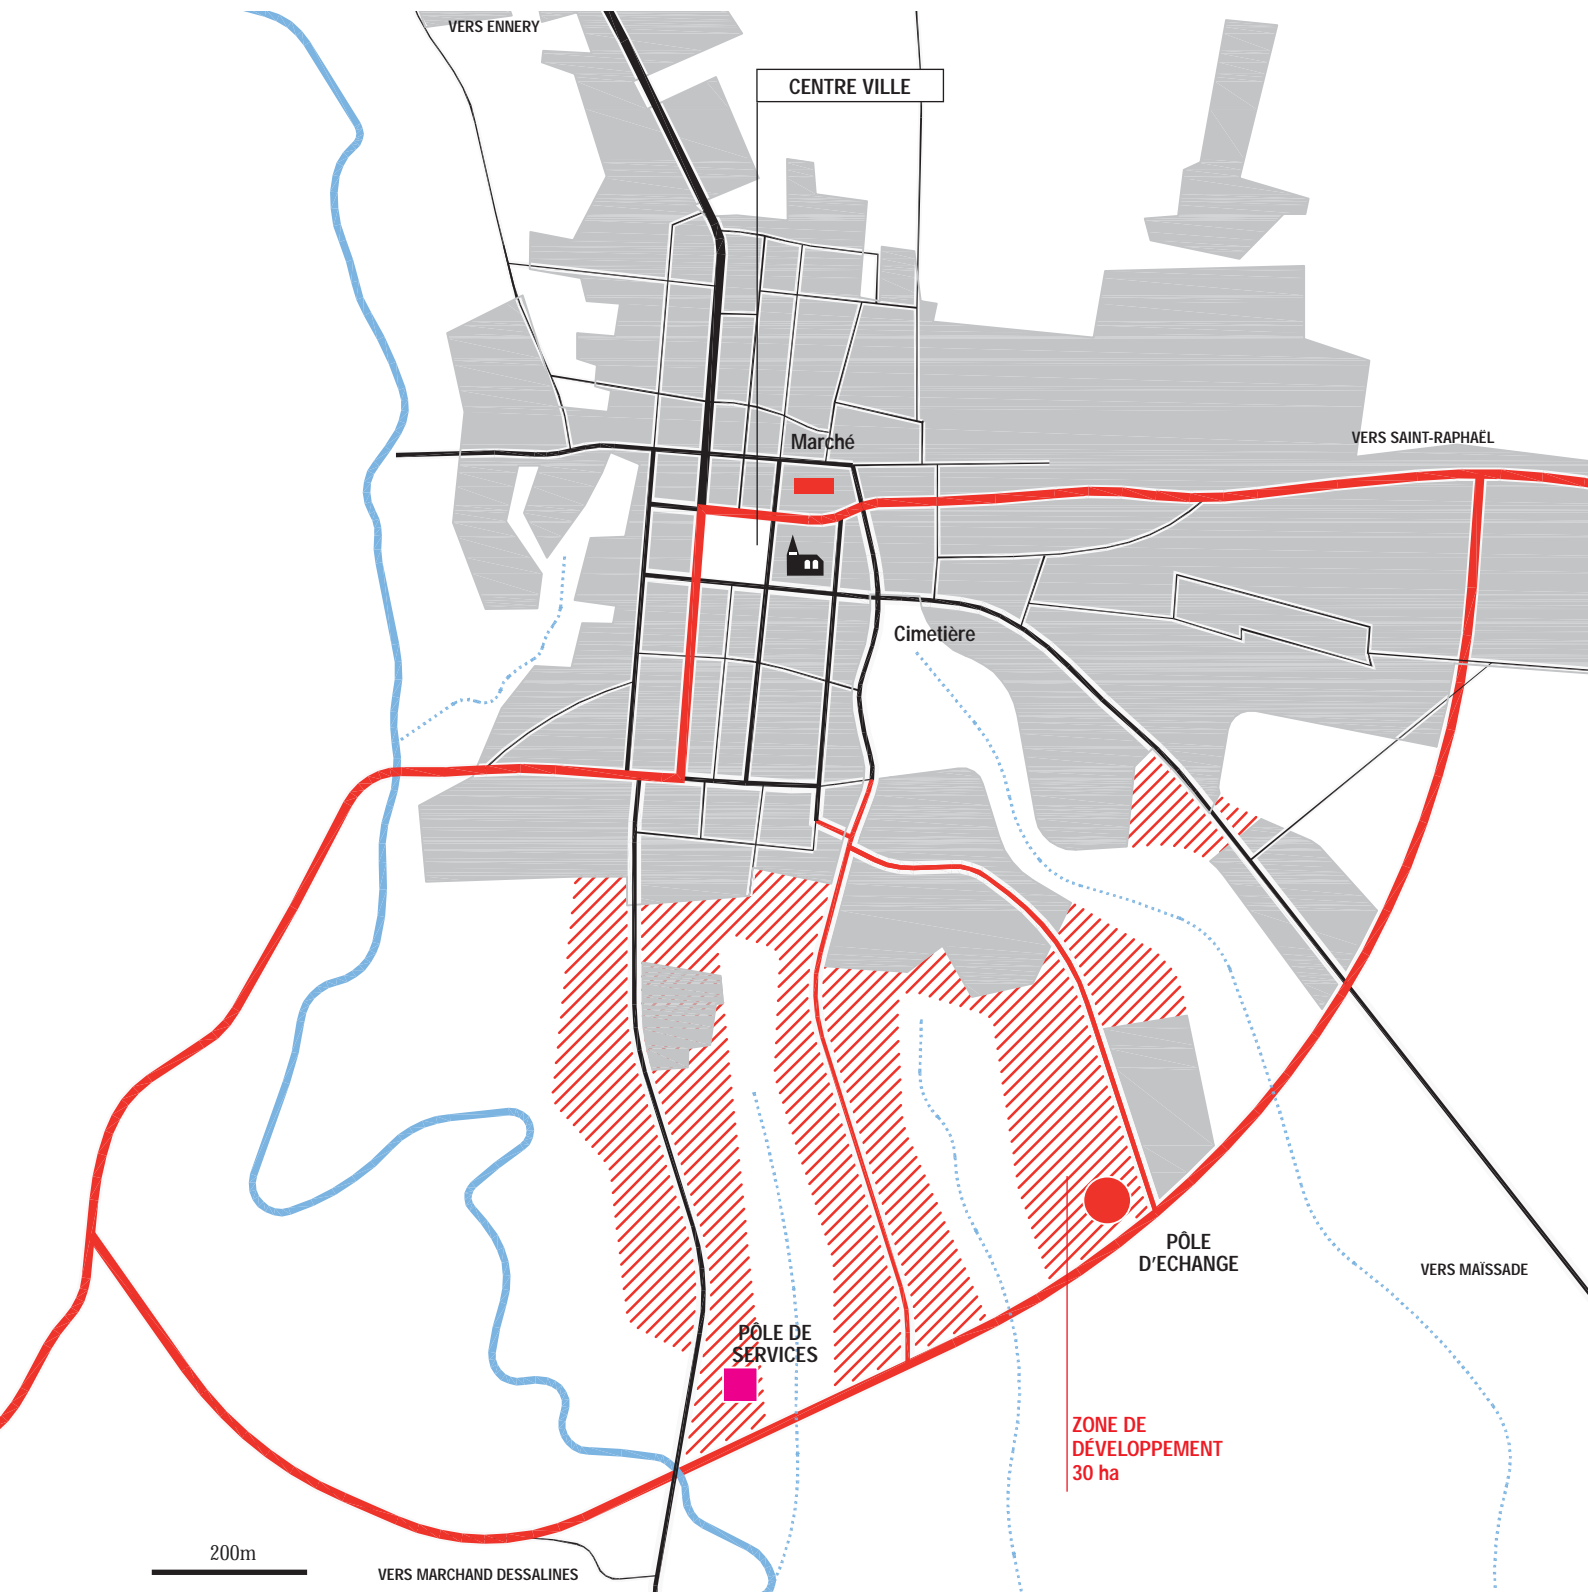 VERS ENNERY
CENTRE VILLE
Marché
VERS SAINT-RAPHAËL
Cimetière
PÔLE
D'ECHANGE
VERS MAÏSSADE
PÔLE DE
SERVICES
ZONE DE
DÉVELOPPEMENT
30 ha
200m
VERS MARCHAND DESSALINES